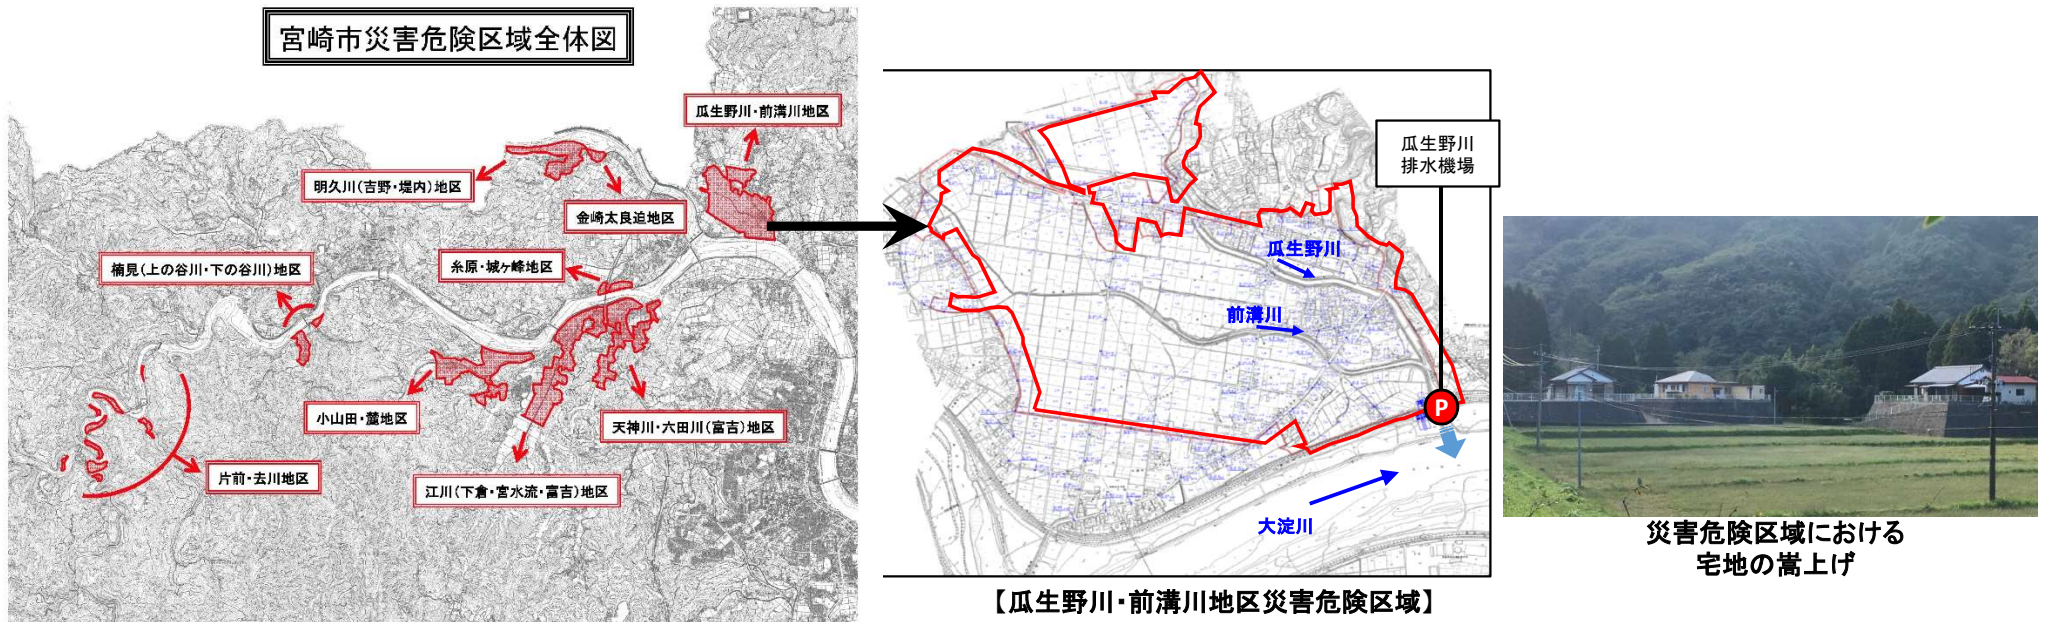 宮崎市災害危険区域全体図
瓜生野川・前溝川地区
明久川(吉野・堤内)地区
金崎太良迫地区
楠見(上の谷川・下の谷川)地区
糸原・城ヶ峰地区
小山田・麓地区
天神川・六田川(富吉)地区
片前・去川地区
江川(下倉・宮水流・富吉)地区
瓜生野川
排水機場
瓜生野川
前溝川
P
大淀川
【瓜生野川・前溝川地区災害危険区域】
災害危険区域における
宅地の嵩上げ